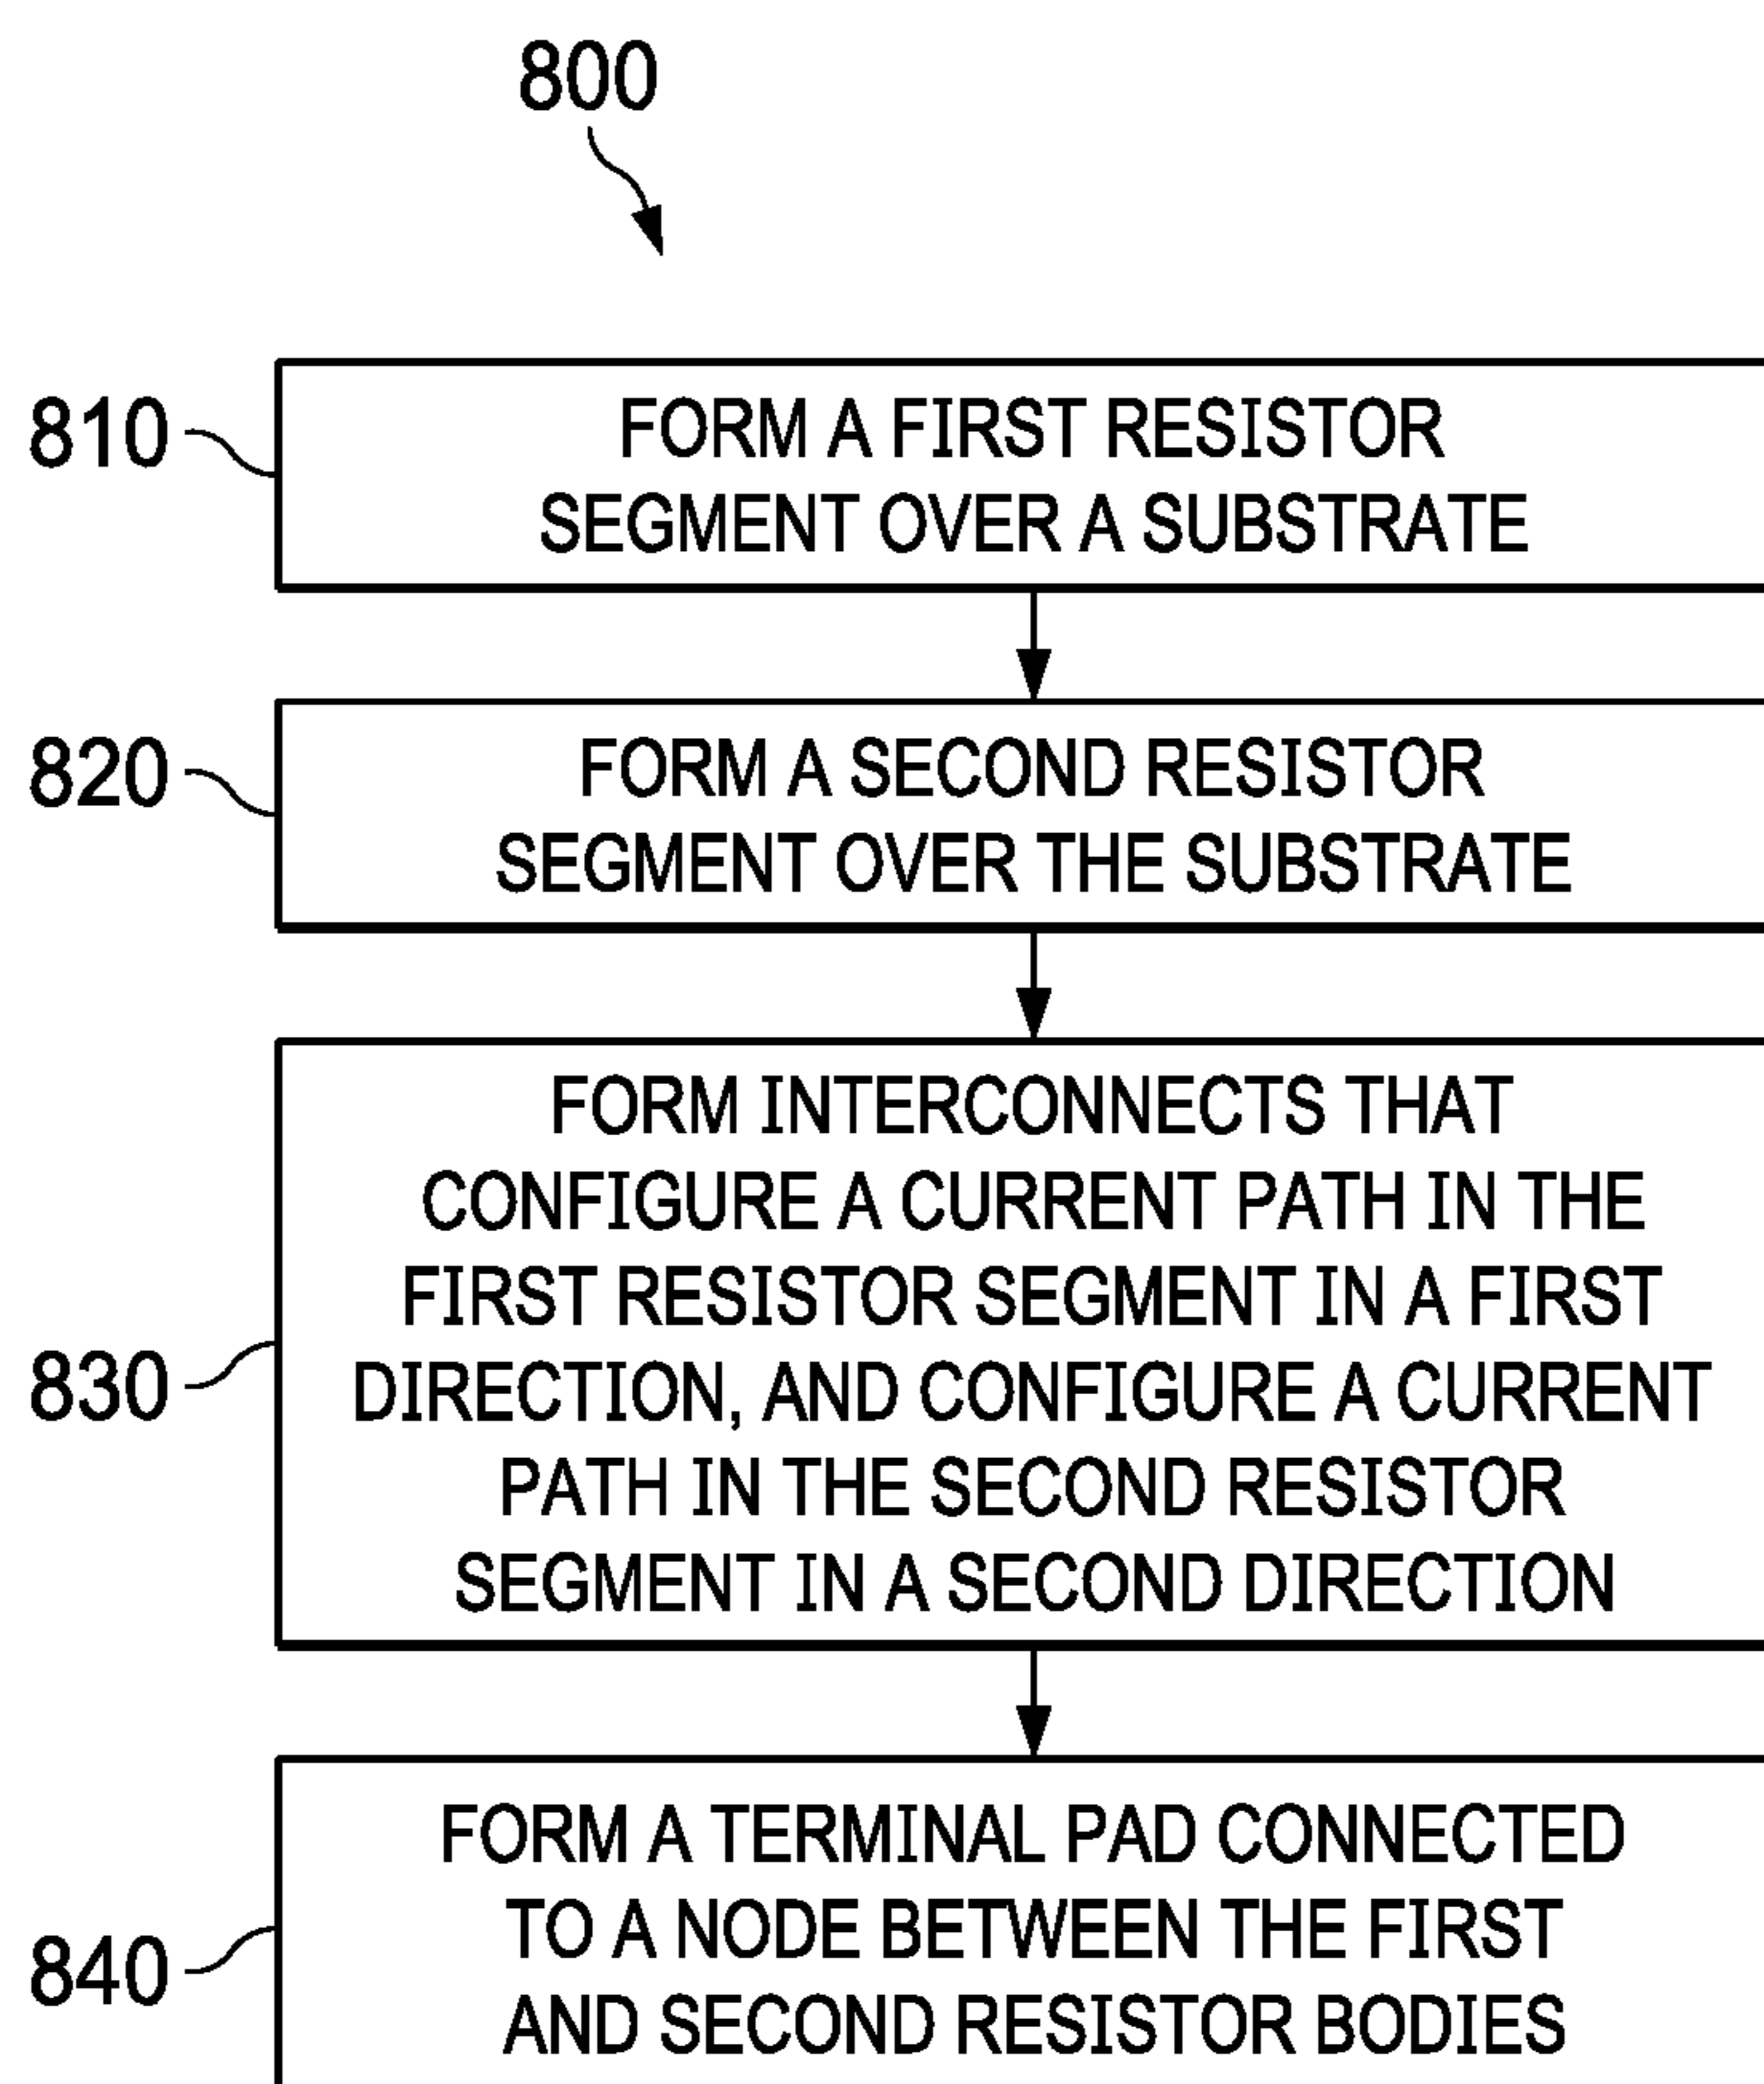 800
810
FORM A FIRST RESISTOR
SEGMENT OVER A SUBSTRATE
820
FORM A SECOND RESISTOR
SEGMENT OVER THE SUBSTRATE
830
FORM INTERCONNECTS THAT
CONFIGURE A CURRENT PATH IN THE
FIRST RESISTOR SEGMENT IN A FIRST
DIRECTION, AND CONFIGURE A CURRENT
PATH IN THE SECOND RESISTOR
SEGMENT IN A SECOND DIRECTION
840
FORM A TERMINAL PAD CONNECTED
TO A NODE BETWEEN THE FIRST
AND SECOND RESISTOR BODIES